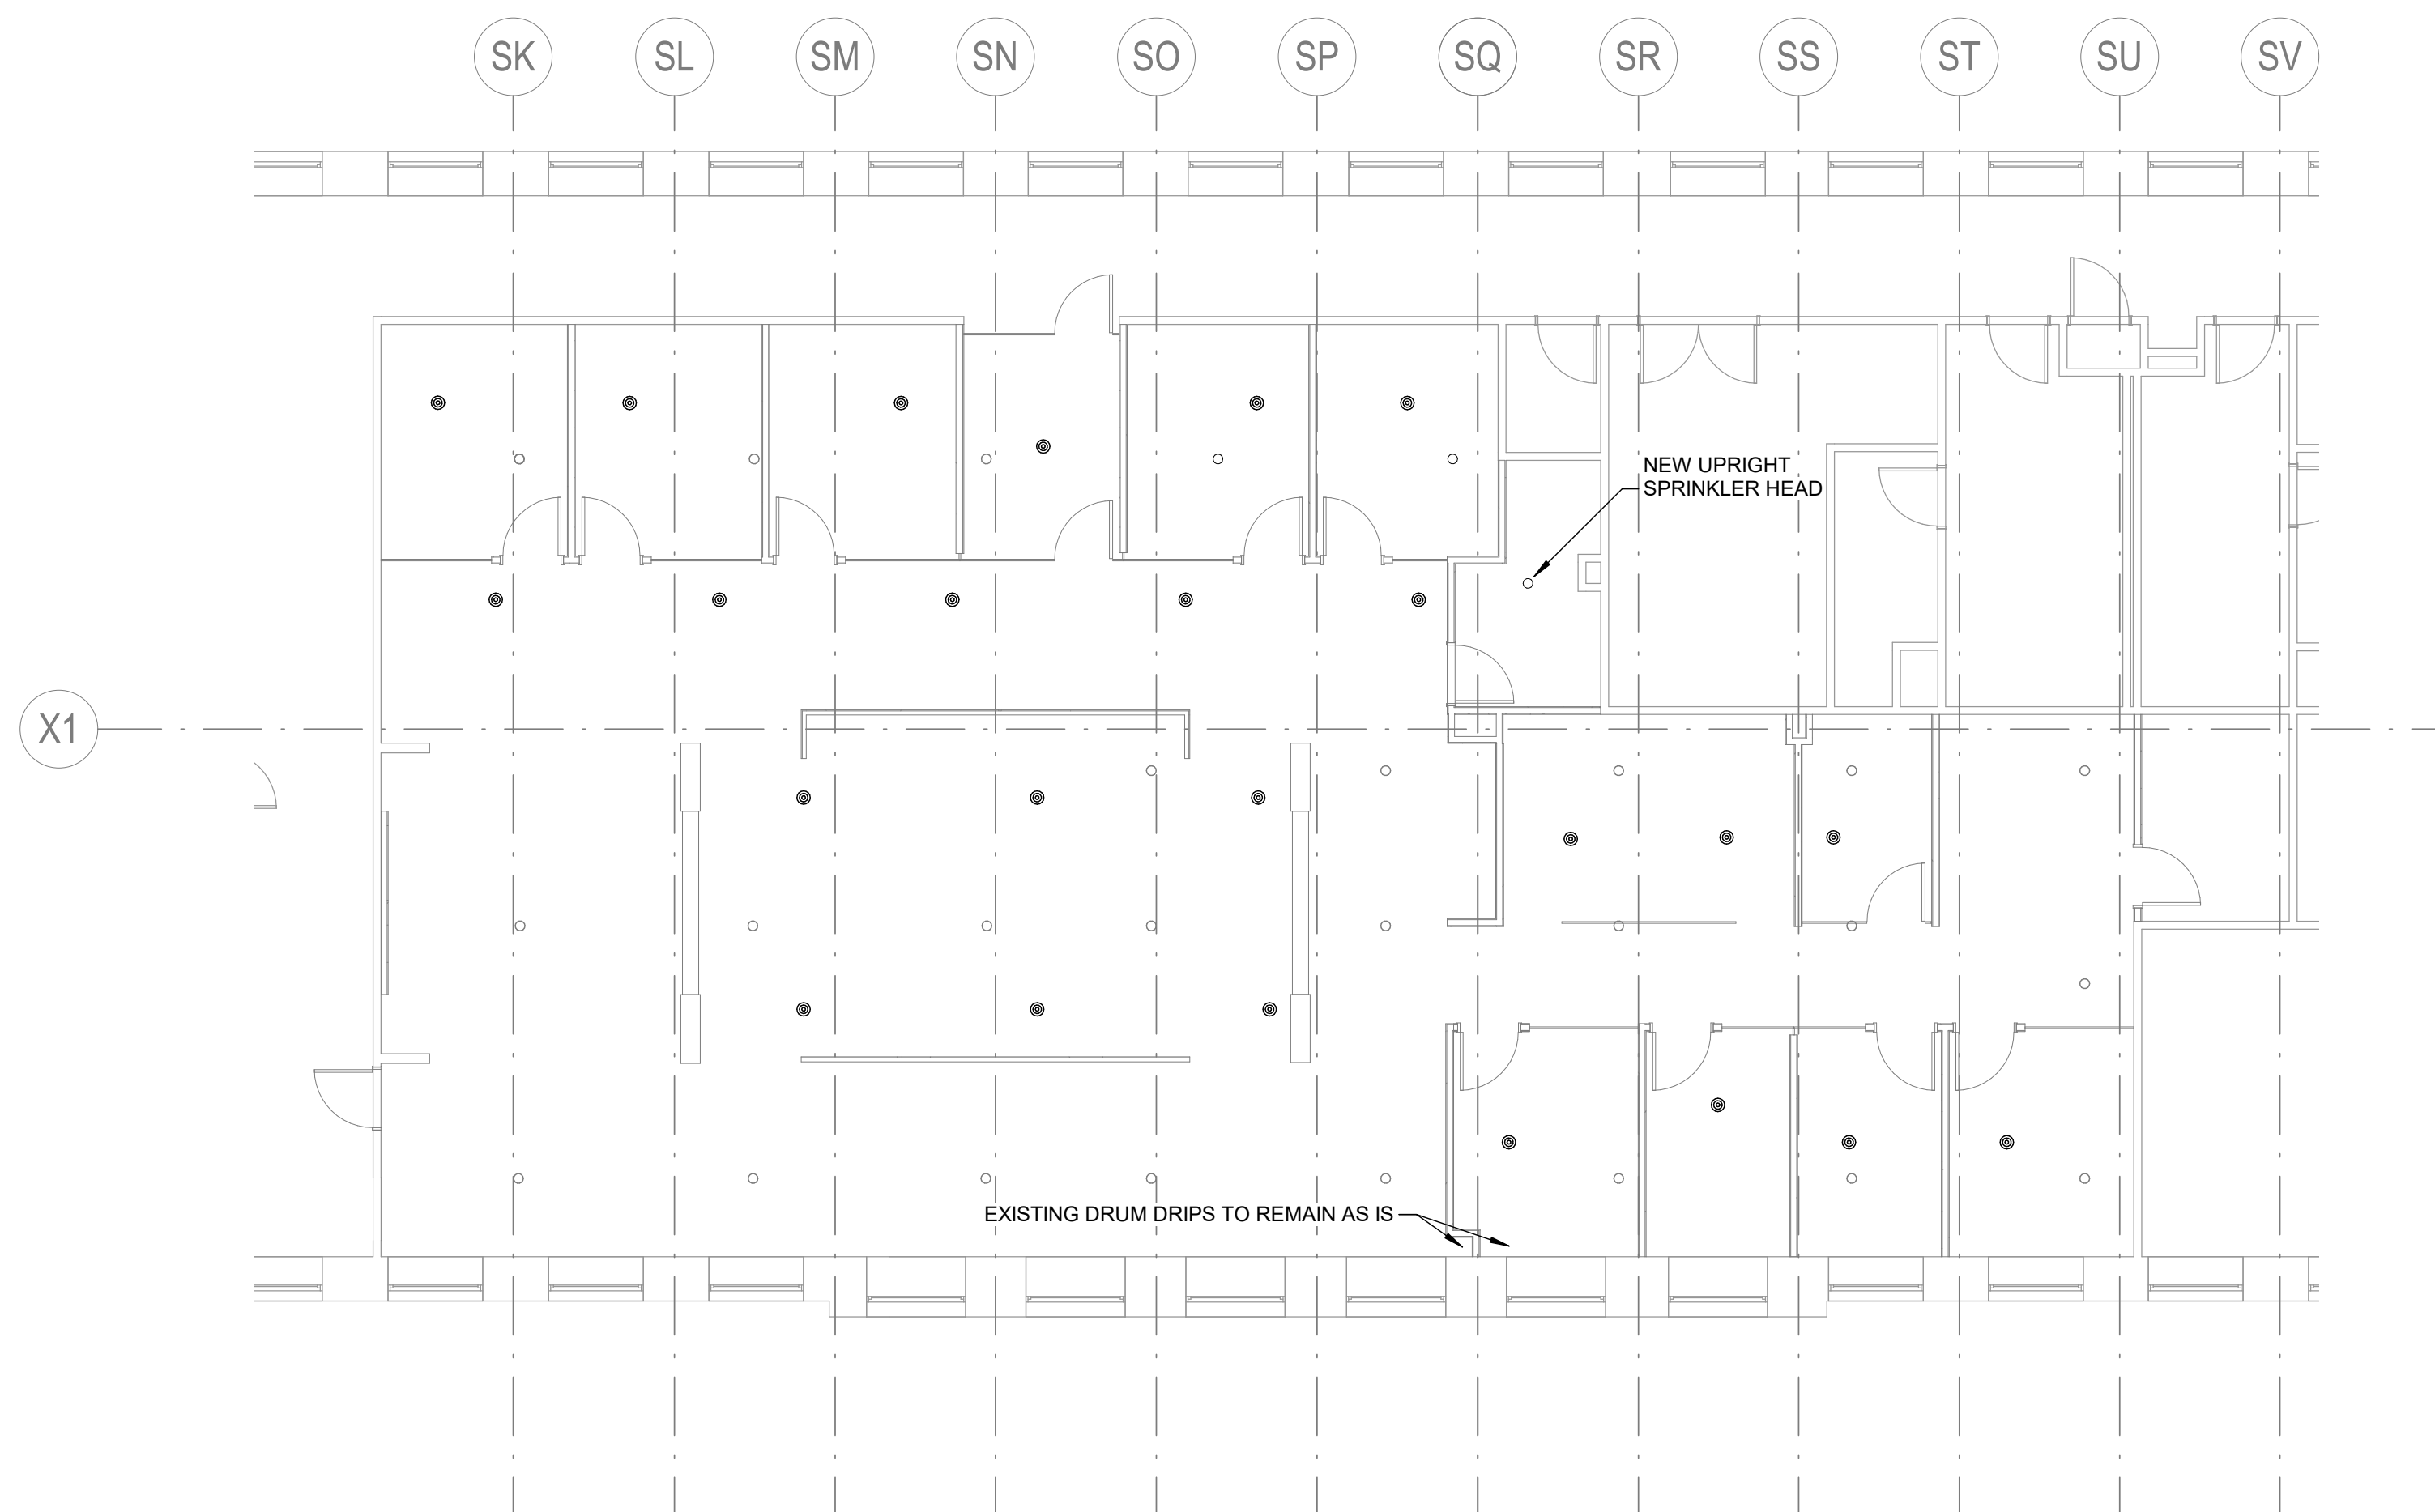 SK
SL
SM
SN
SO
SP
SQ
SR
SS
ST
SU
SV
NEW UPRIGHT
SPRINKLER HEAD
X1
EXISTING DRUM DRIPS TO REMAIN AS IS